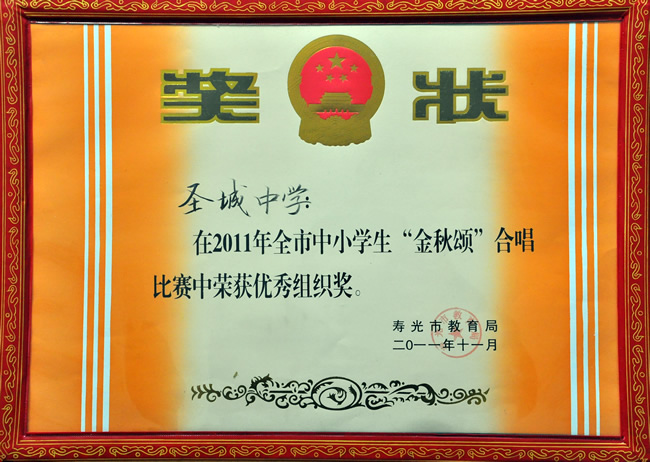 奖状
圣城中学
在2011年全市中小学生“金秋颂”合唱
比赛中荣获优秀组织奖。
寿光市教育局
二〇一一年十一月